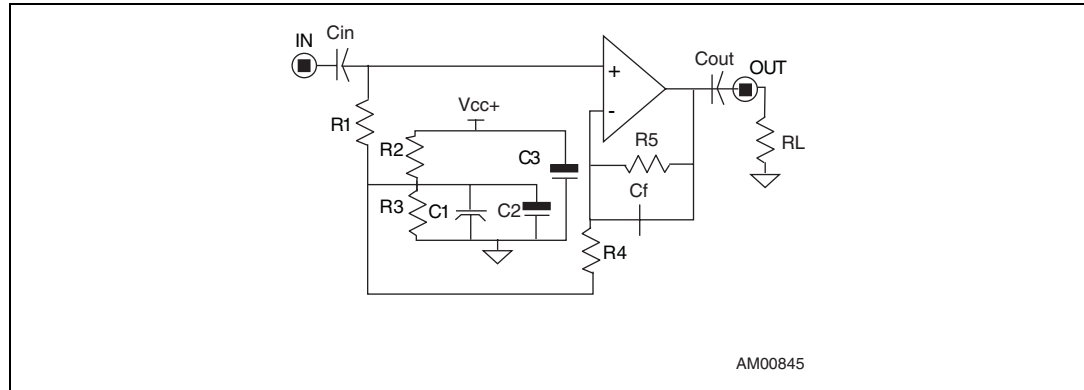 IN
Cin
Cout
OUT
+
-
R1
Vcc+
R2
C3
R5
RL
Cf
R3
C1
C2
R4
AM00845